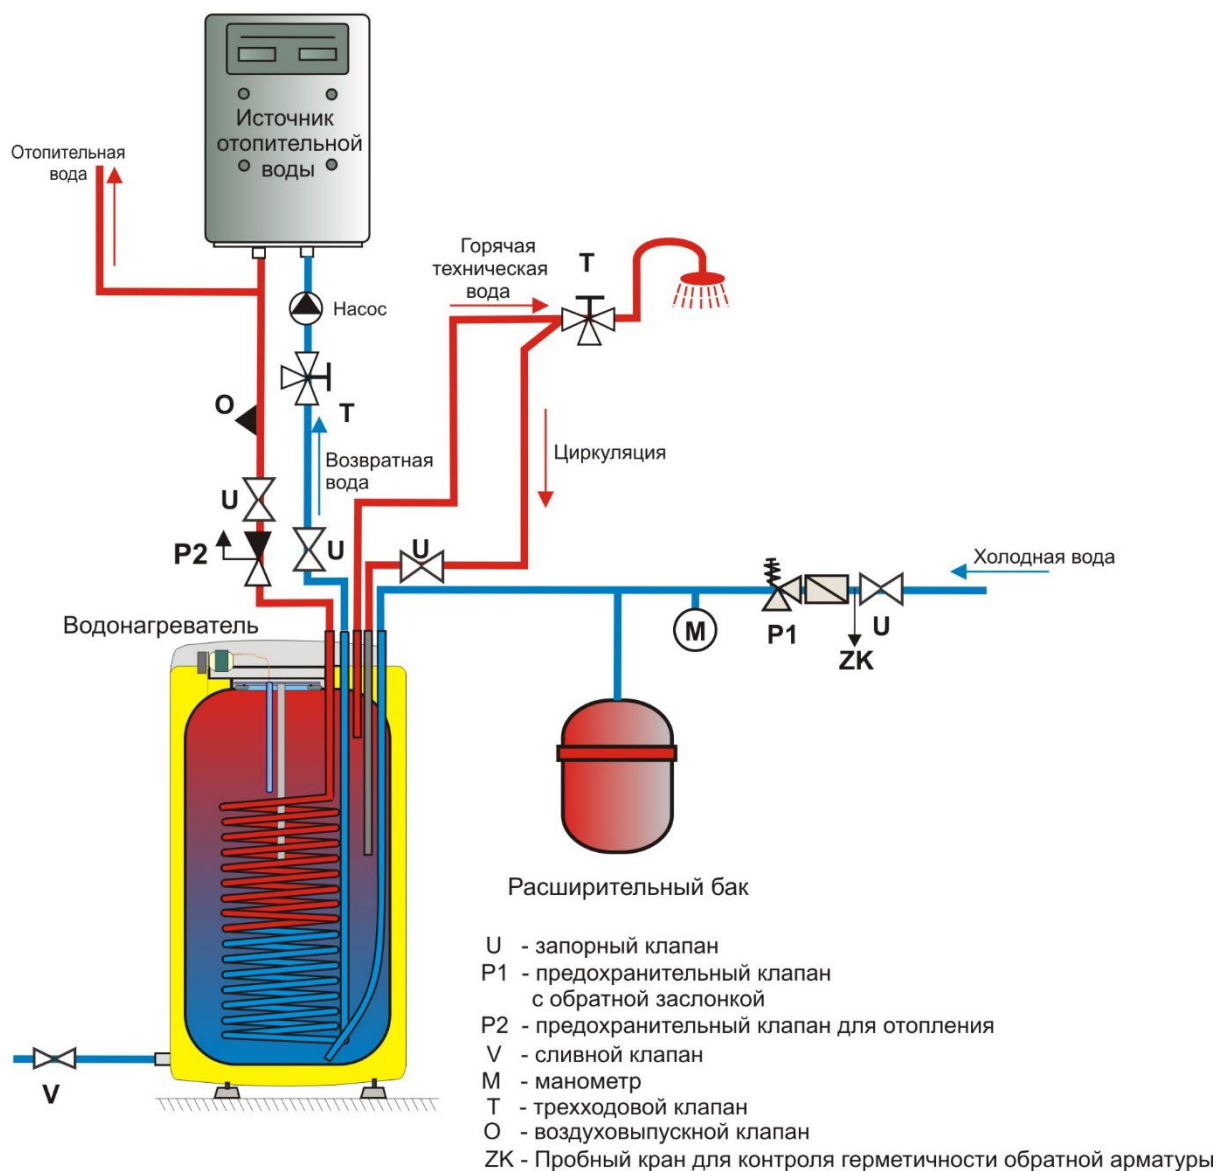 Источник
отопительной
воды
Отопительная
вода
Горячая
техническая
вода
T
Насос
O
T
Возвратная
вода
Циркуляция
U
P2
U
U
Холодная вода
M
P1
U
ZK
Водонагреватель
Расширительный бак
U - запорный клапан
P1 - предохранительный клапан
с обратной заслонкой
P2 - предохранительный клапан для отопления
V - сливной клапан
M - манометр
T - трехходовой клапан
O - воздуховыпускной клапан
ZK - Пробный кран для контроля герметичности обратной арматуры
V